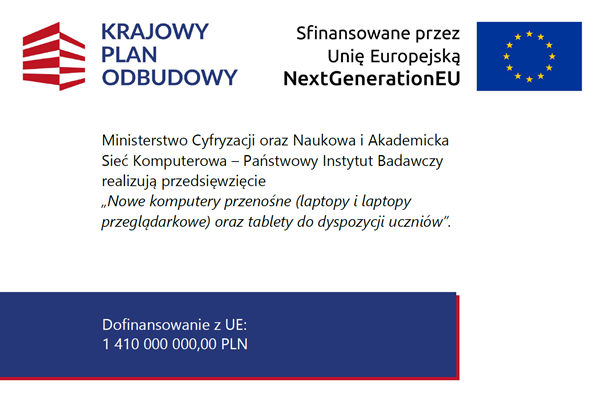 KRAJOWY
PLAN
ODBUDOWY
Sfinansowane przez
Unię Europejską
NextGenerationEU
Ministerstwo Cyfryzacji oraz Naukowa i Akademicka
Sieć Komputerowa – Państwowy Instytut Badawczy
realizują przedsięwzięcie
„Nowe komputery przenośne (laptopy i laptopy
przeglądarkowe) oraz tablety do dyspozycji uczniów”.
Dofinansowanie z UE:
1 410 000 000,00 PLN